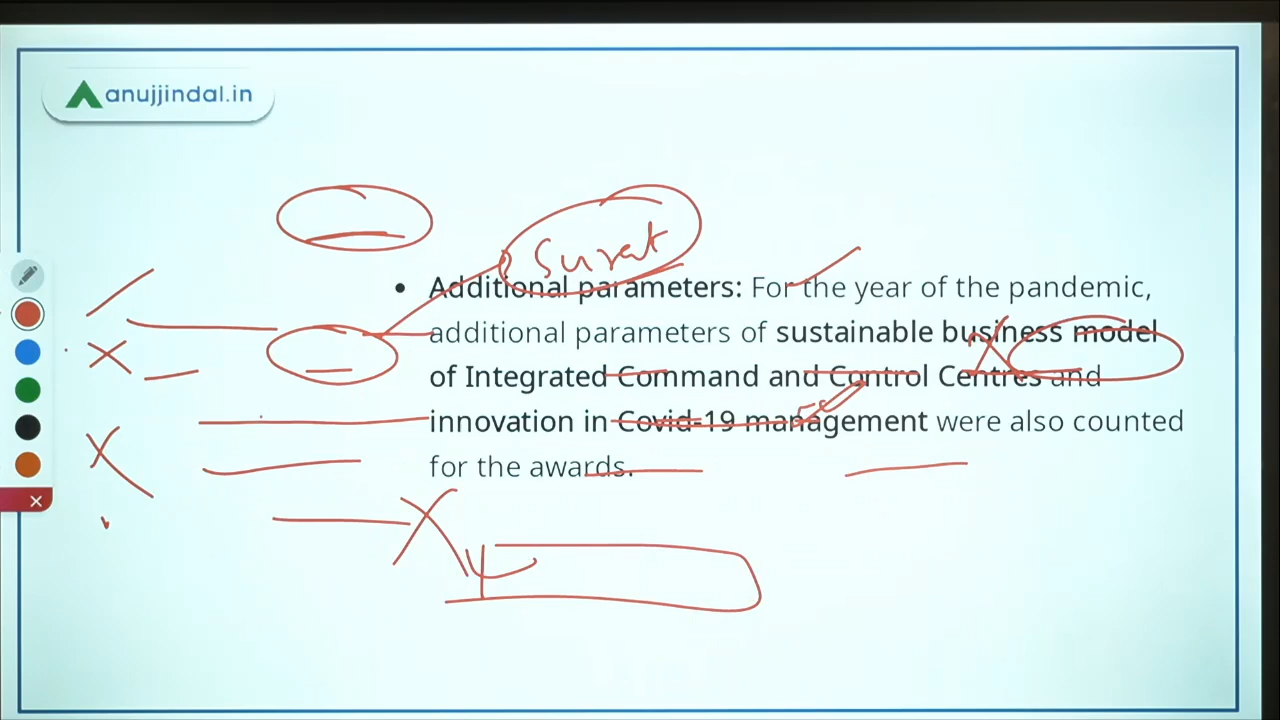 anujjindal.in
Surat
• Additional parameters: For the year of the pandemic,
additional parameters of sustainable business model
of Integrated Command and Control Centres and
innovation in Covid-19 management were also counted
for the awards.